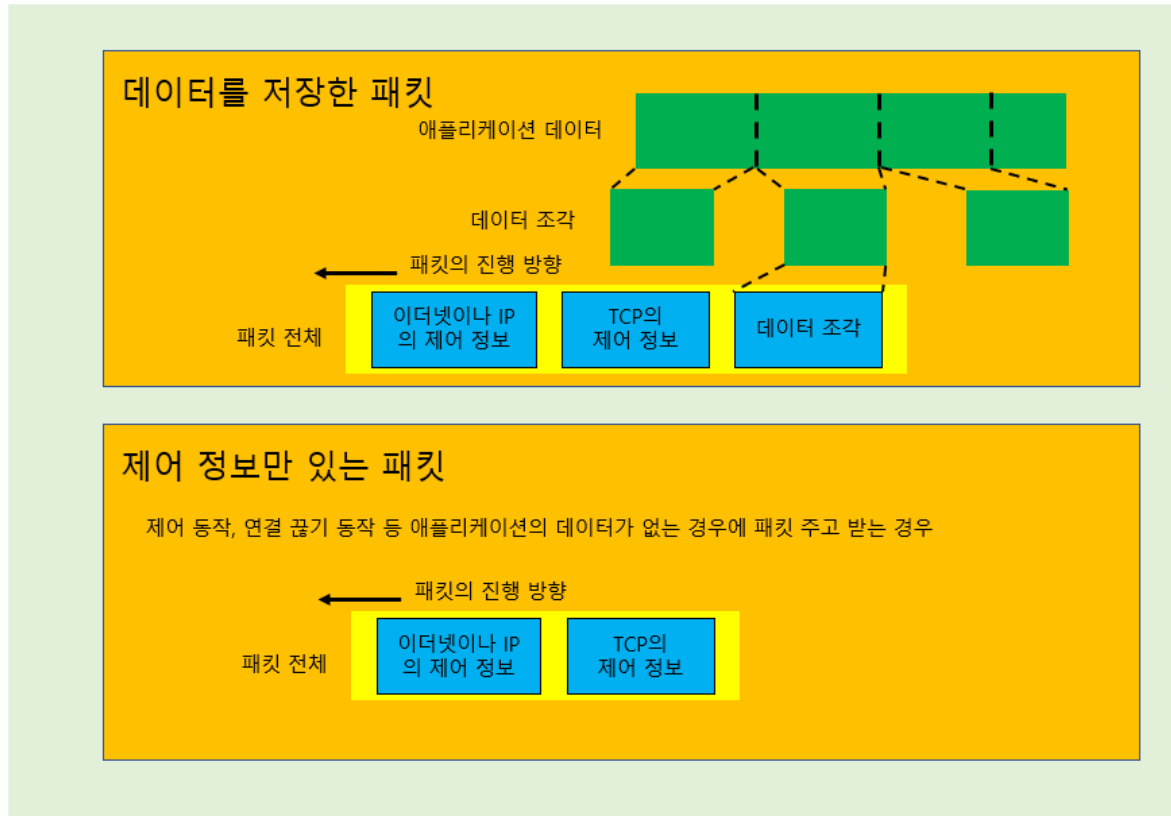 데이터를 저장한 패킷
애플리케이션 데이터
데이터 조각
패킷의 진행 방향
패킷 전체
이더넷이나 IP
의 제어 정보
TCP의
제어 정보
데이터 조각
제어 정보만 있는 패킷
제어 동작, 연결 끊기 동작 등 애플리케이션의 데이터가 없는 경우에 패킷 주고 받는 경우
패킷의 진행 방향
패킷 전체
이더넷이나 IP
의 제어 정보
TCP의
제어 정보